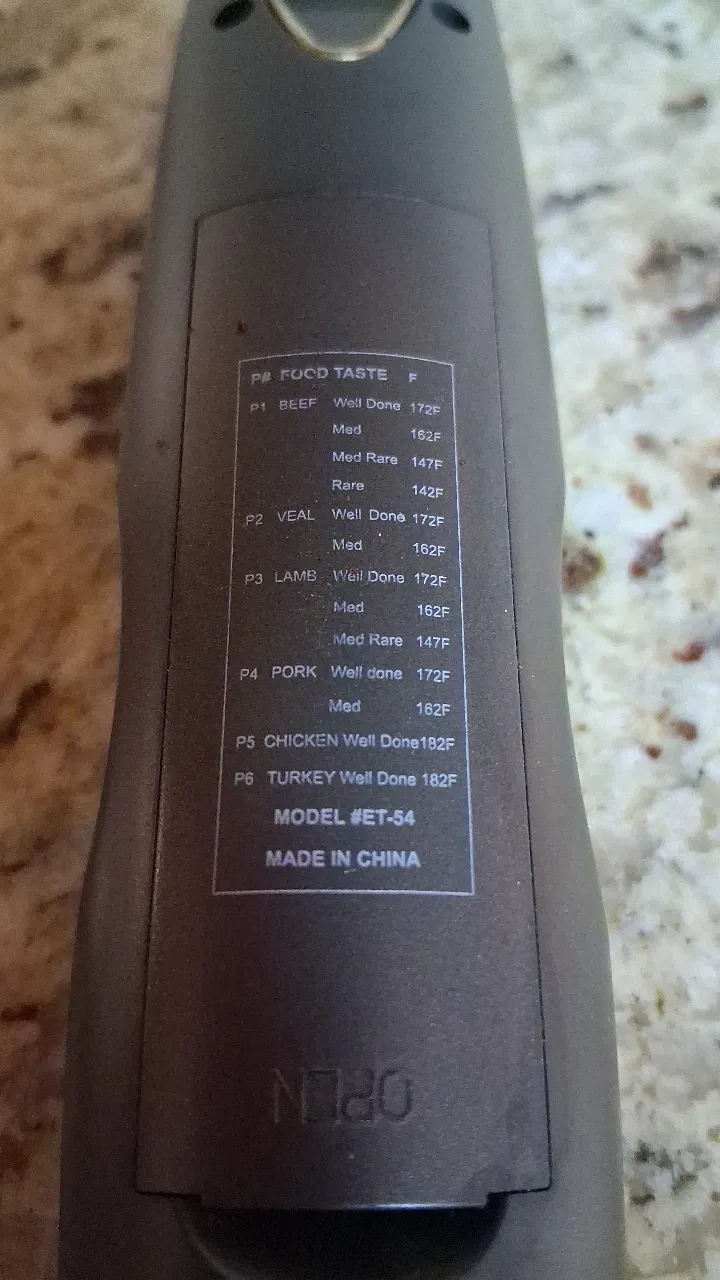 P# FOOD TASTE F
P1 BEEF Well Done 172F
Med 162F
Med Rare 147F
Rare 142F
P2 VEAL Well Done 172F
Med 162F
P3 LAMB Well Done 172F
Med 162F
Med Rare 147F
P4 PORK Well done 172F
Med 162F
P5 CHICKEN Well Done182F
P6 TURKEY Well Done 182F
MODEL #ET-54
MADE IN CHINA
OPEN